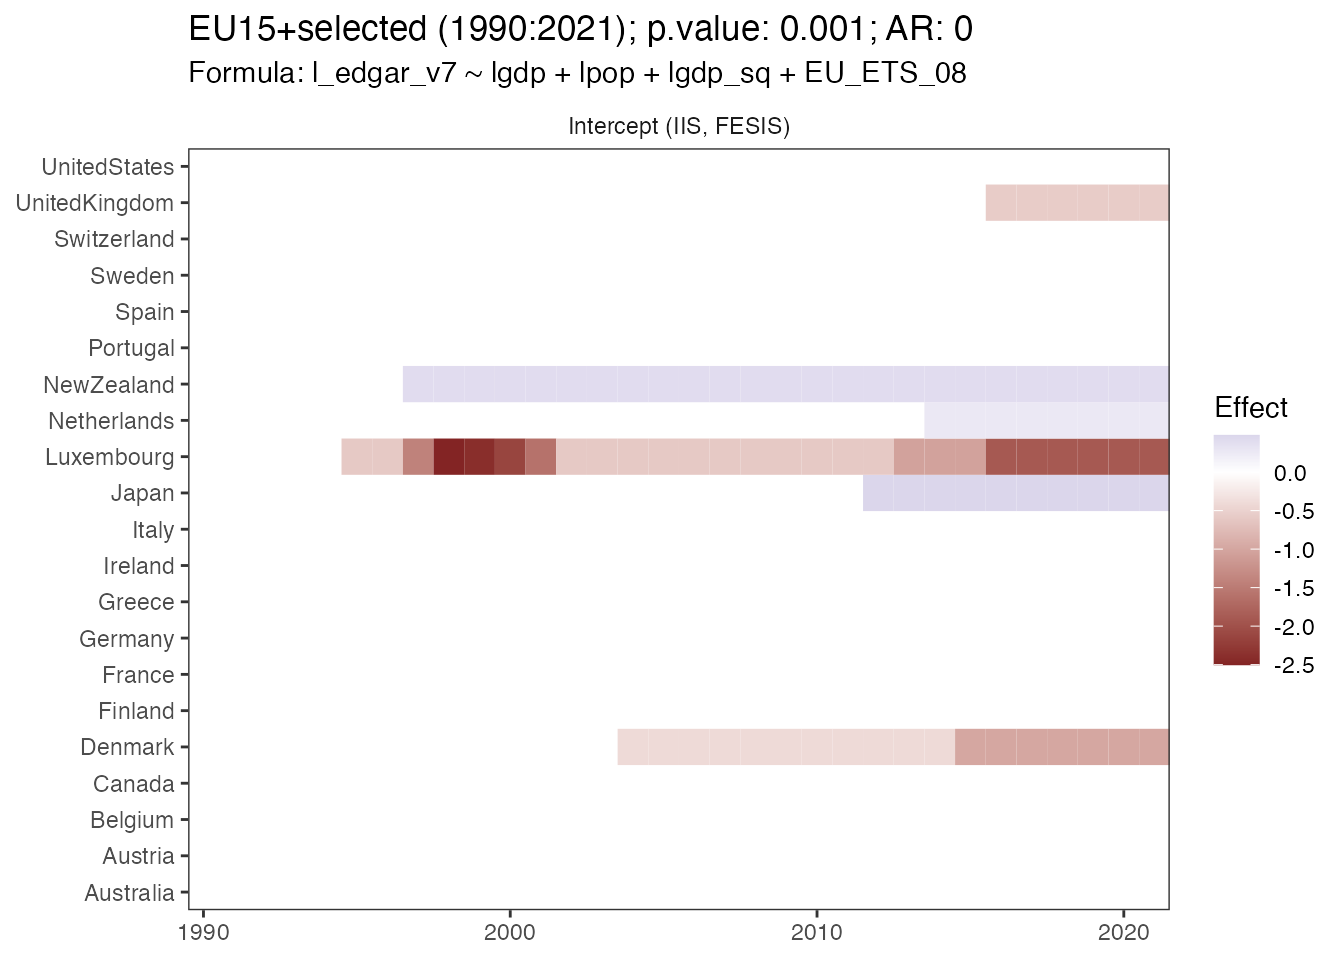 EU15+selected (1990:2021); p.value: 0.001; AR: 0
Formula: l_edgar_v7 ~ lgdp + lpop + lgdp_sq + EU_ETS_08
Intercept (IIS, FESIS)
UnitedStates
UnitedKingdom
Switzerland
Sweden
Spain
Portugal
NewZealand
Netherlands
Luxembourg
Japan
Italy
Ireland
Greece
Germany
France
Finland
Denmark
Canada
Belgium
Austria
Australia
1990
2000
2010
2020
Effect
0.0
-0.5
-1.0
-1.5
-2.0
-2.5